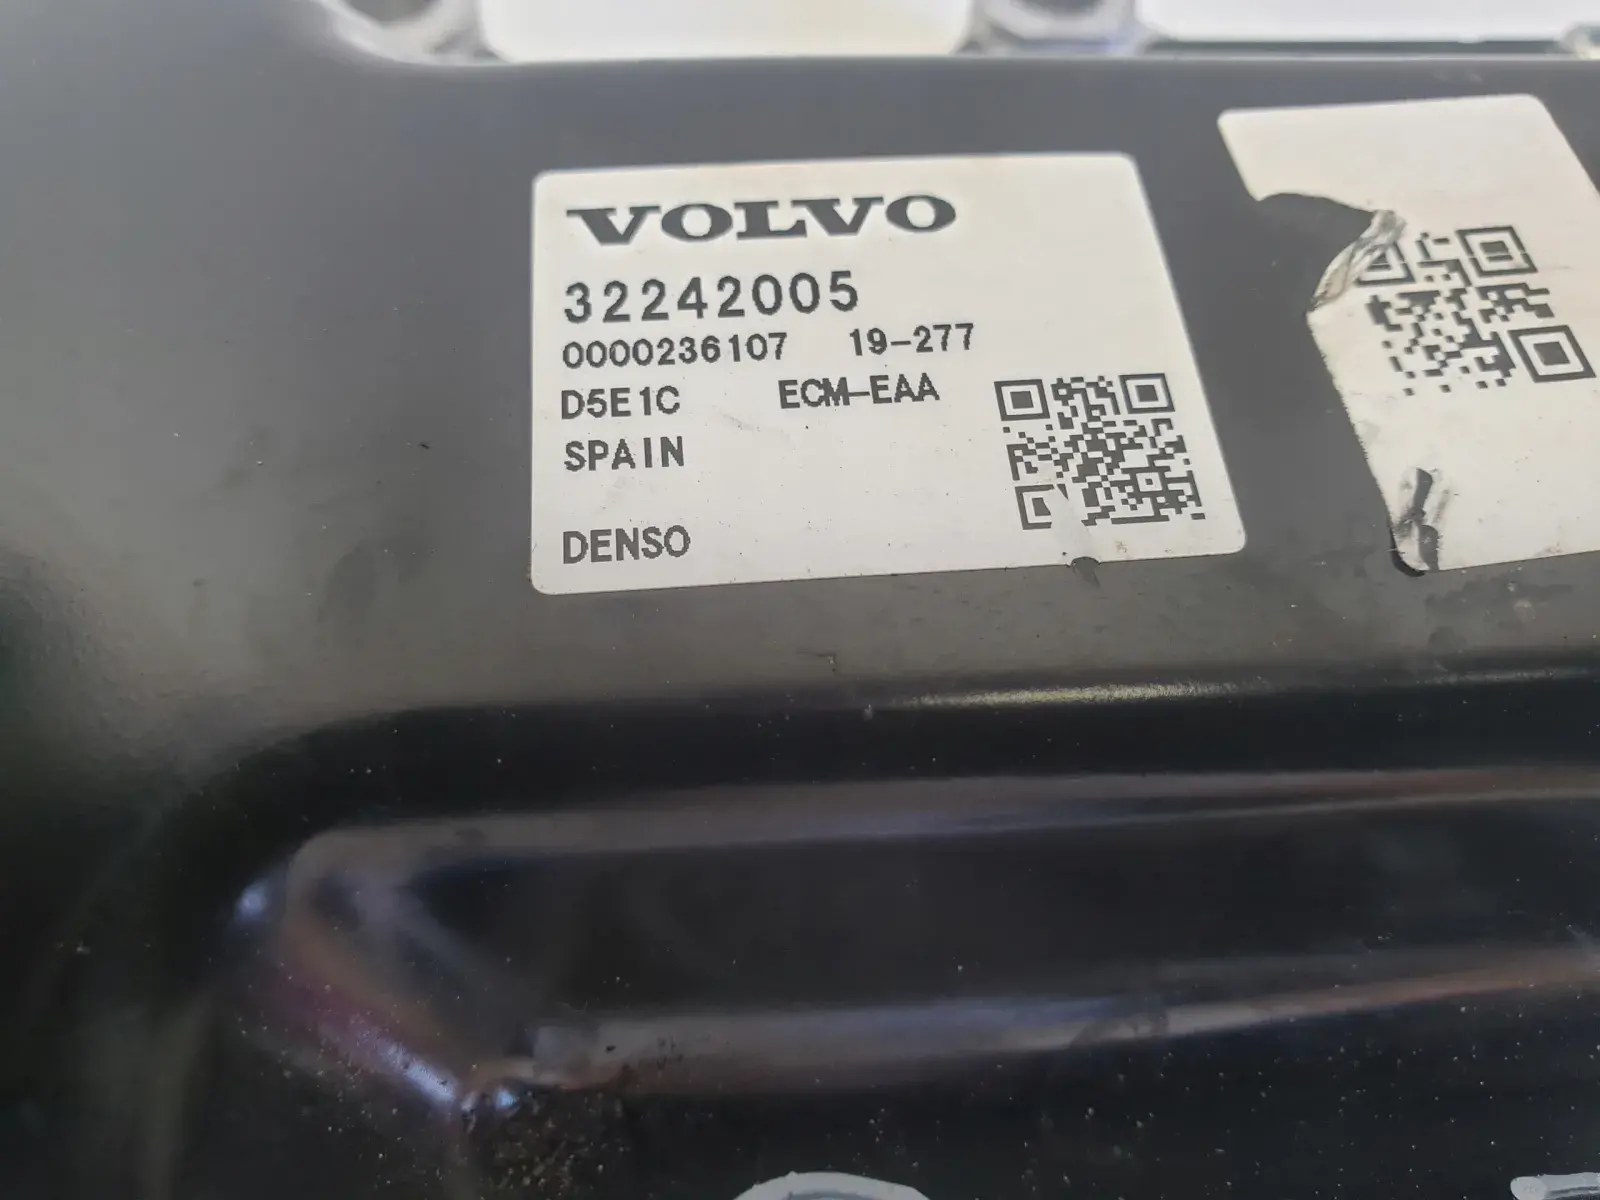 VOLVO
32242005
0000236107 19-277
D5E1C ECM-EAA
SPAIN
DENSO